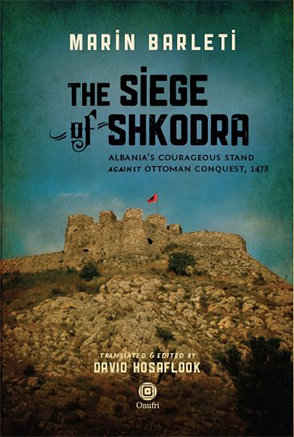 MARiN BARLETi
THE SiEGE
of SHKODRA
ALBANIA'S COURAGEOUS STAND
AGAINST OTTOMAN CONQUEST, 1478
TRANSLATED & EDITED BY
DAVID HOSAFLOOK
Onufri